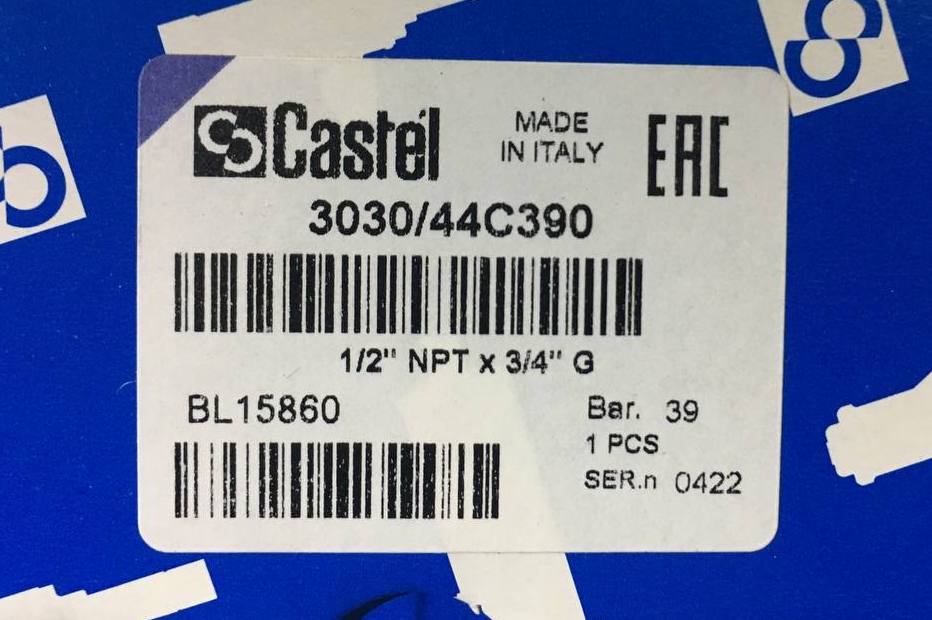 Castel
MADE
IN ITALY
EAC
3030/44C390
1/2" NPT x 3/4" G
BL15860
Bar. 39
1 PCS
SER.n 0422